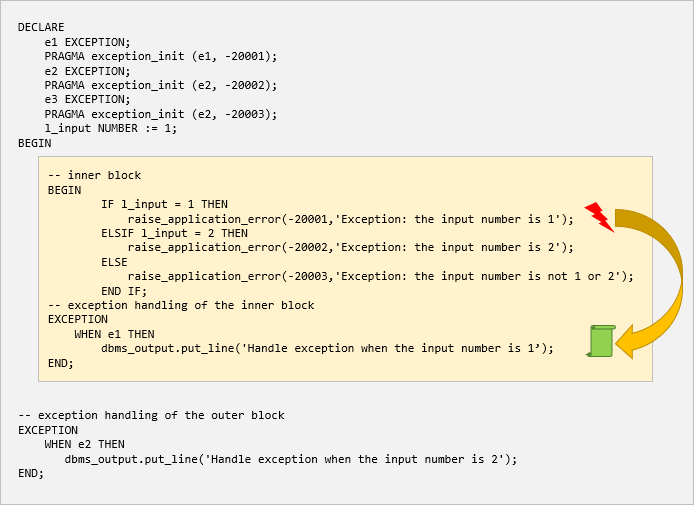 DECLARE
e1 EXCEPTION;
PRAGMA exception_init (e1, -20001);
e2 EXCEPTION;
PRAGMA exception_init (e2, -20002);
e3 EXCEPTION;
PRAGMA exception_init (e2, -20003);
l_input NUMBER := 1;
BEGIN
-- inner block
BEGIN
IF l_input = 1 THEN
raise_application_error(-20001,'Exception: the input number is 1');
ELSIF l_input = 2 THEN
raise_application_error(-20002,'Exception: the input number is 2');
ELSE
raise_application_error(-20003,'Exception: the input number is not 1 or 2');
END IF;
-- exception handling of the inner block
EXCEPTION
WHEN e1 THEN
dbms_output.put_line('Handle exception when the input number is 1’);
END;
-- exception handling of the outer block
EXCEPTION
WHEN e2 THEN
dbms_output.put_line('Handle exception when the input number is 2');
END;